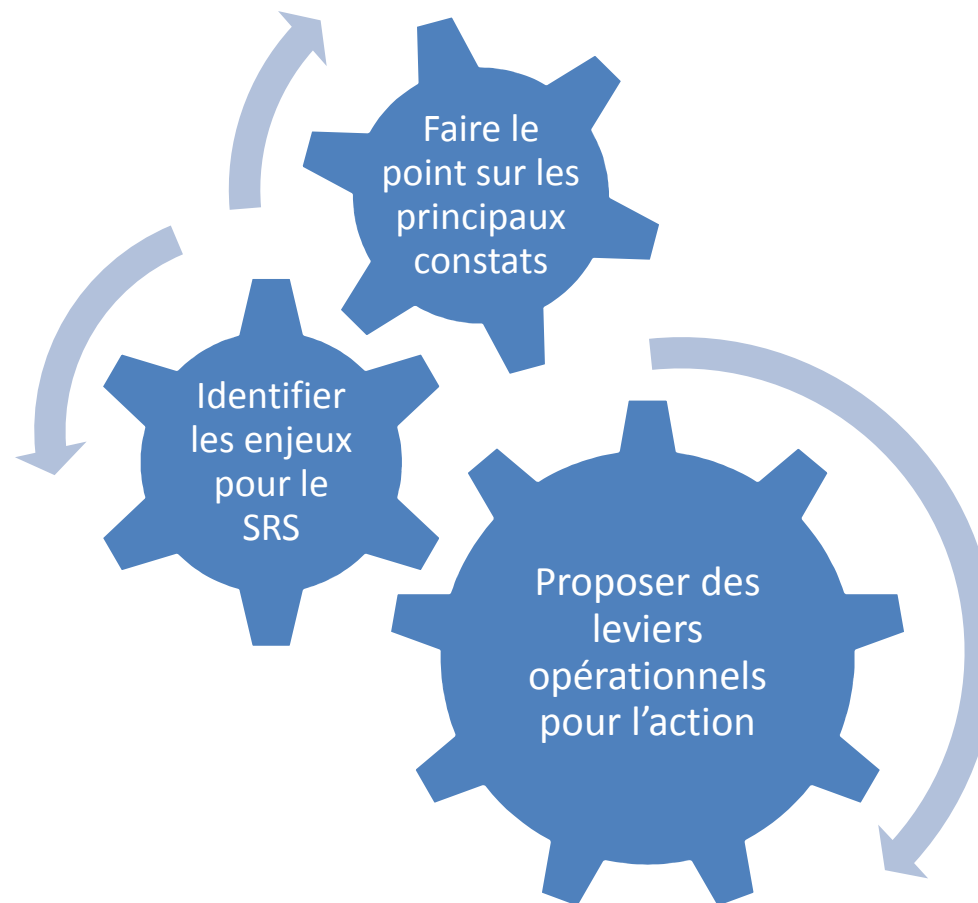 Faire le
point sur les
principaux
constats
Identifier
les enjeux
pour le
SRS
Proposer des
leviers
opérationnels
pour l’action